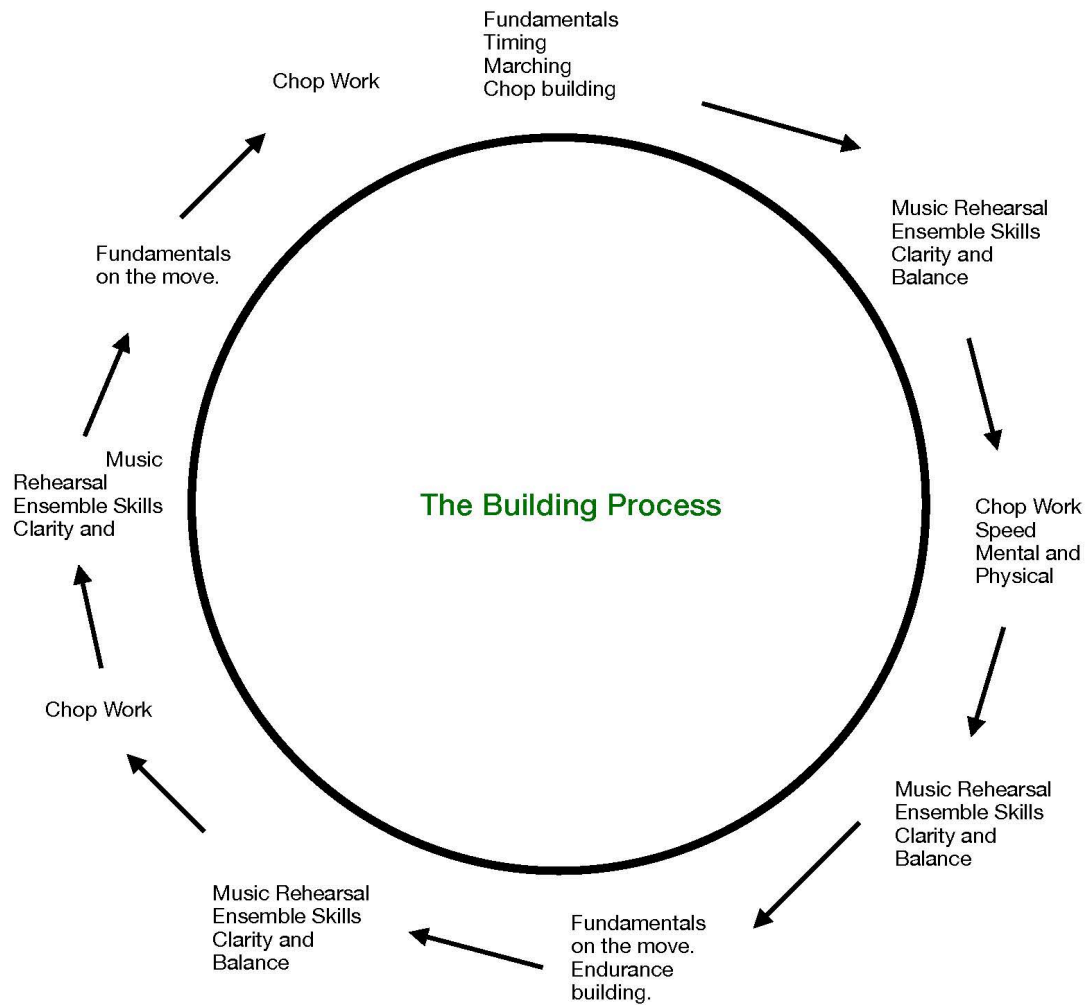 Fundamentals
Timing
Marching
Chop building
Music Rehearsal
Ensemble Skills
Clarity and
Balance
Chop Work
Speed
Mental and
Physical
Music Rehearsal
Ensemble Skills
Clarity and
Balance
Fundamentals
on the move.
Endurance
building.
Music Rehearsal
Ensemble Skills
Clarity and
Balance
Chop Work
Music
Rehearsal
Ensemble Skills
Clarity and
Fundamentals
on the move.
Chop Work
The Building Process